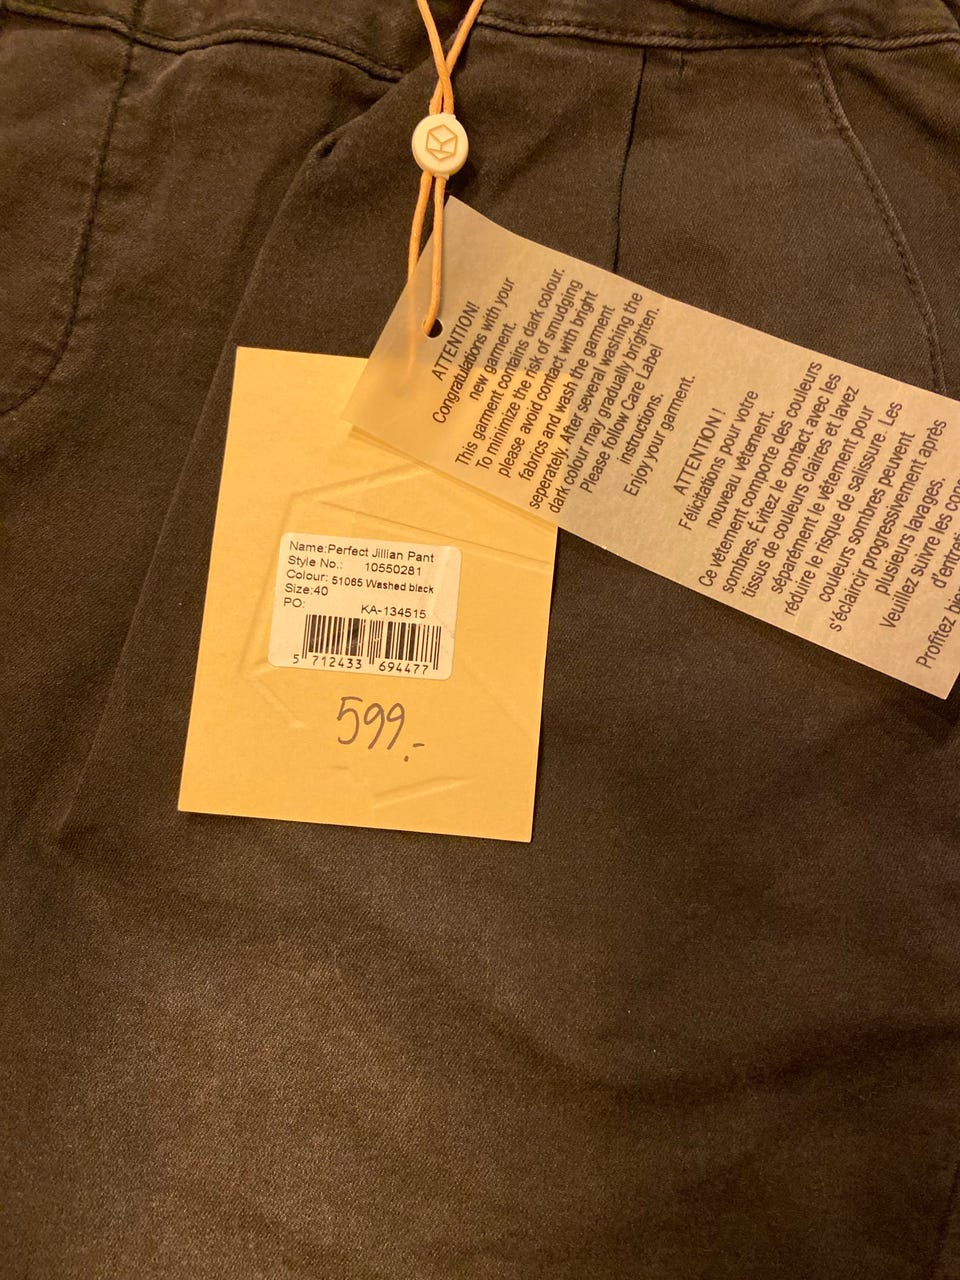 Name:Perfect Jillian Pant
Style No.: 10550281
Colour: 51065 Washed black
Size:40
PO: KA-134515
5 712433 694477
599.-
ATTENTION!
Congratulations with your
new garment.
This garment contains dark colour.
To minimize the risk of smudging
please avoid contact with bright
fabrics and wash the garment
seperately. After several washing the
dark colour may gradually brighten.
Please follow Care Label
instructions.
Enjoy your garment.
ATTENTION !
Félicitations pour votre
nouveau vêtement.
Ce vêtement comporte des couleurs
sombres. Évitez le contact avec les
tissus de couleurs claires et lavez
séparément le vêtement pour
réduire le risque de salissure. Les
couleurs sombres peuvent
s'éclaircir progressivement après
plusieurs lavages.
Veuillez suivre les
Profitez